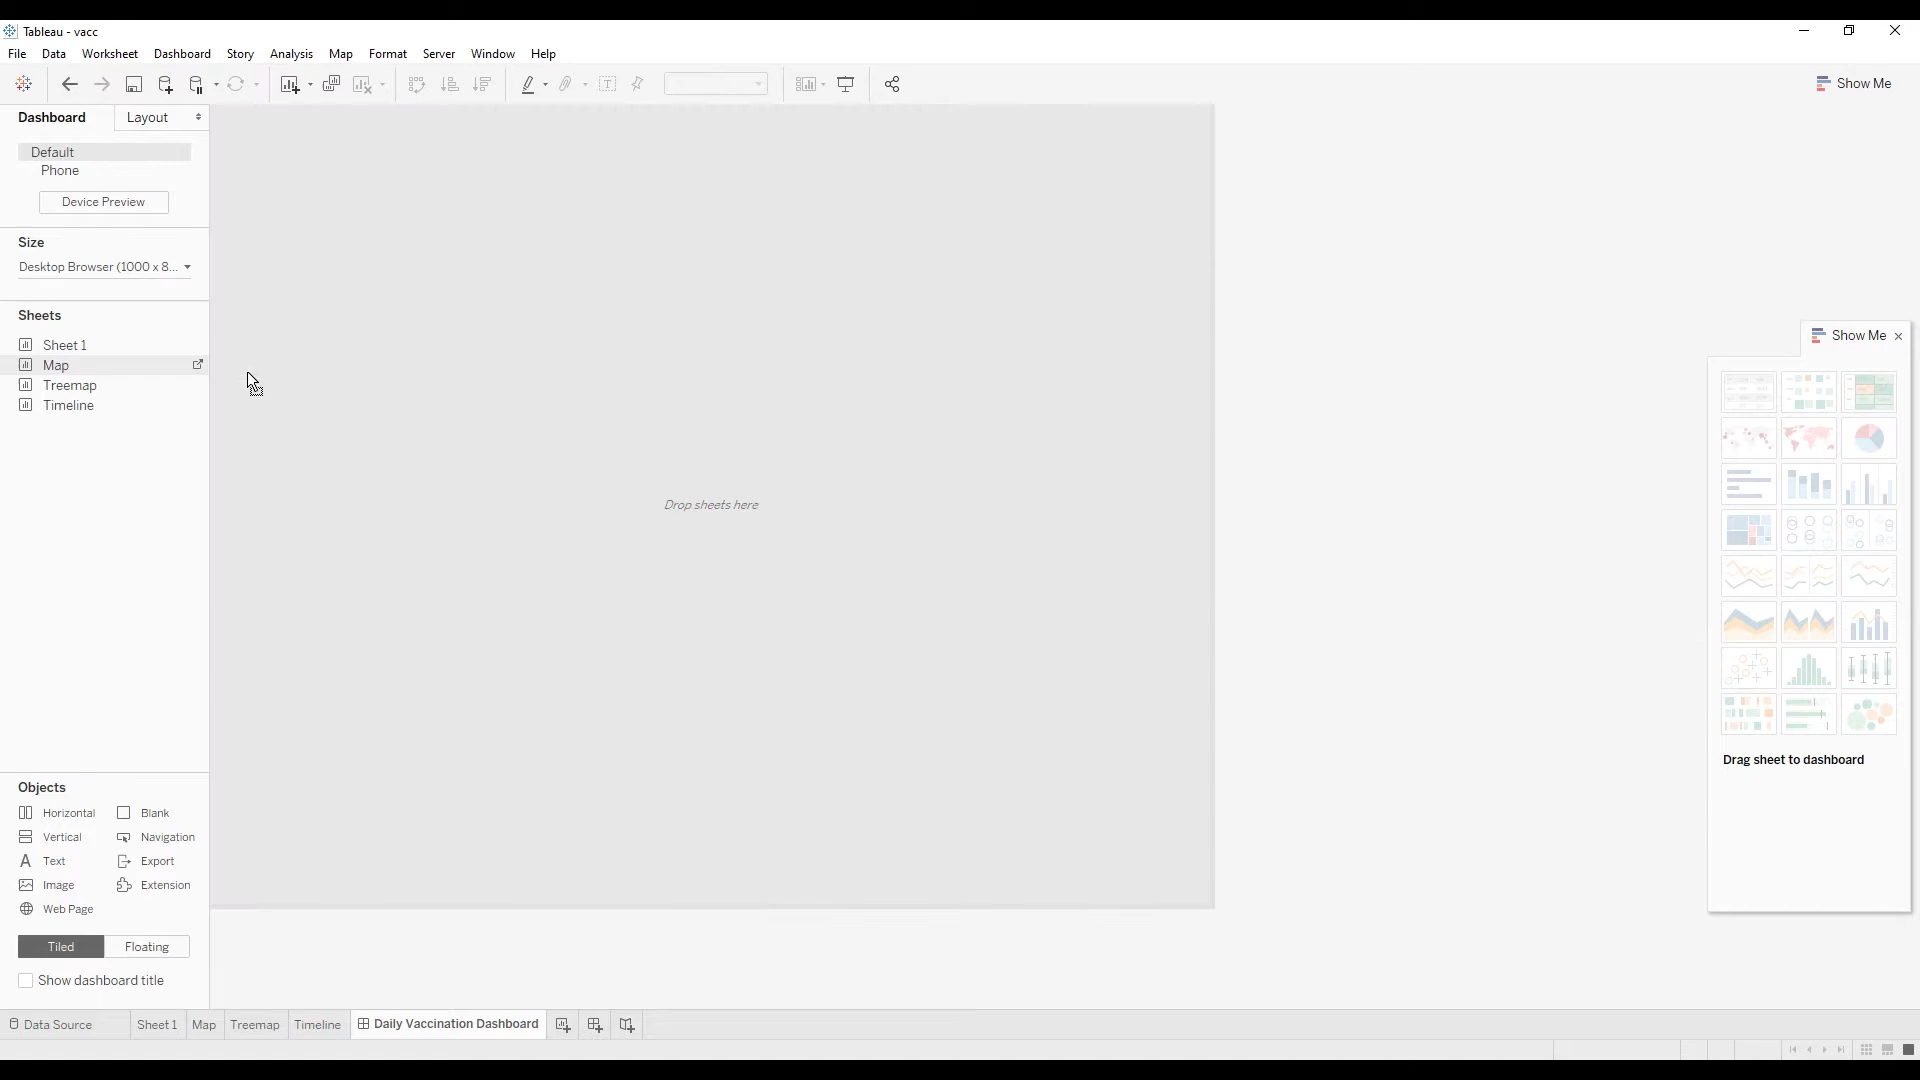 Tableau - vacc
File Data Worksheet Dashboard Story Analysis Map Format Server Window Help
Show Me
Dashboard Layout
Default
Phone
Device Preview
Size
Desktop Browser (1000 x 8...
Sheets
Sheet 1
Map
Treemap
Timeline
Drop sheets here
Show Me
Drag sheet to dashboard
Objects
Horizontal Blank
Vertical Navigation
Text Export
Image Extension
Web Page
Tiled Floating
Show dashboard title
Data Source Sheet 1 Map Treemap Timeline Daily Vaccination Dashboard